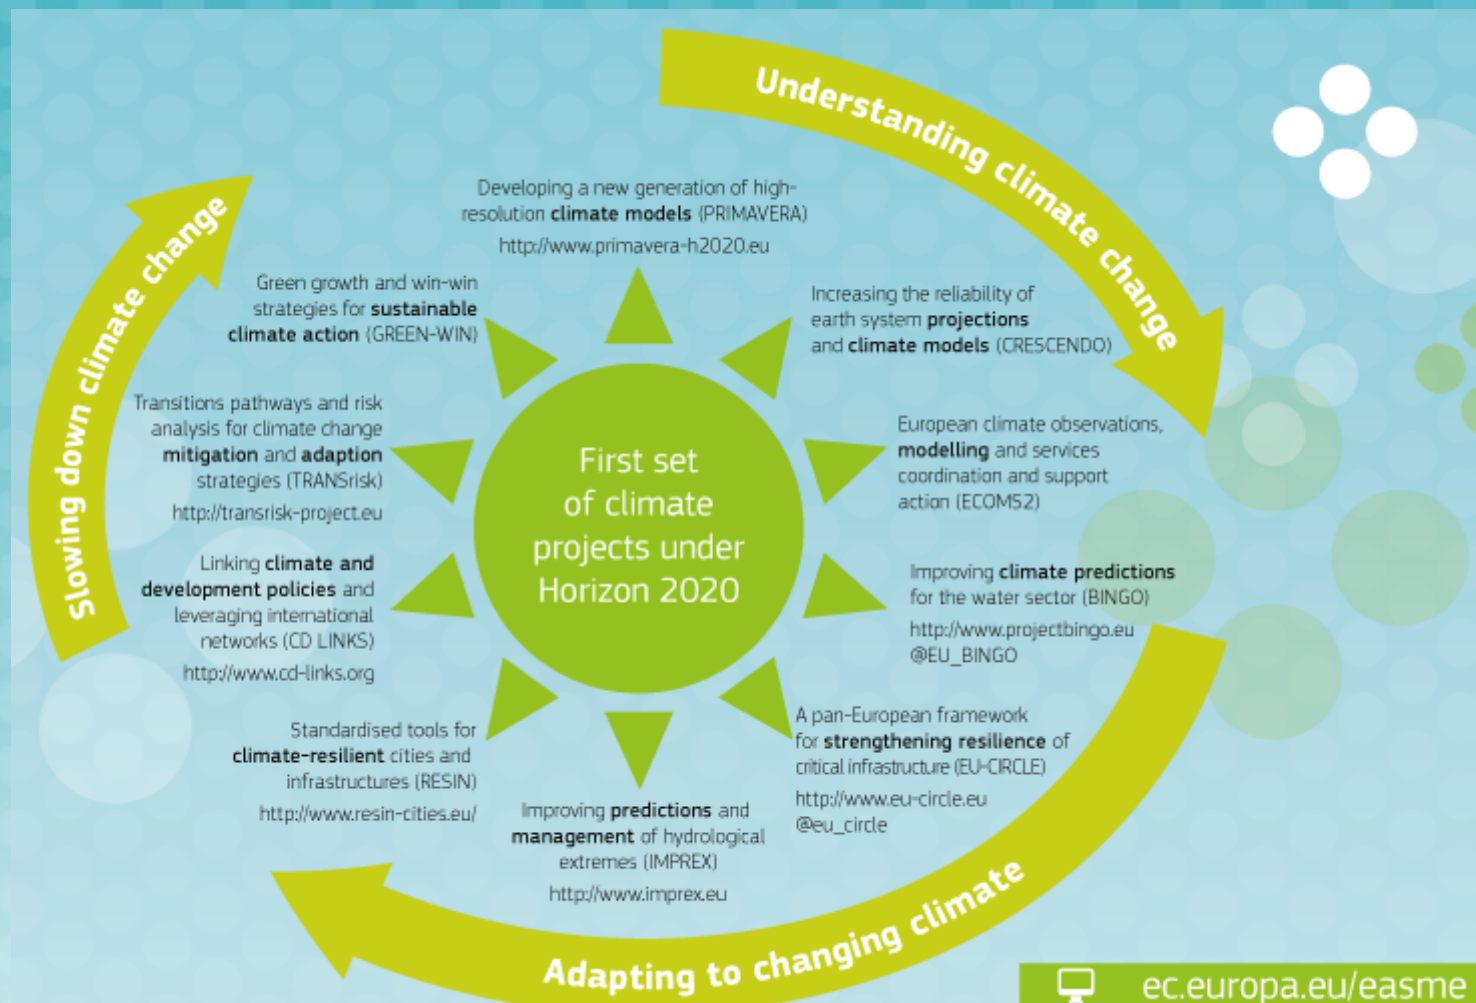 Understanding climate change
Developing a new generation of high-
resolution climate models (PRIMAVERA)
http://www.primavera-h2020.eu
Increasing the reliability of
earth system projections
and climate models (CRESCENDO)
European climate observations,
modelling and services
coordination and support
action (ECOMS2)
Improving climate predictions
for the water sector (BINGO)
http://www.projectbingo.eu
@EU_BINGO
A pan-European framework
for strengthening resilience of
critical infrastructure (EU-CIRCLE)
http://www.eu-circle.eu
@eu_circle
Adapting to changing climate
Improving predictions and
management of hydrological
extremes (IMPREX)
http://www.imprex.eu
Standardised tools for
climate-resilient cities and
infrastructures (RESIN)
http://www.resin-cities.eu/
Linking climate and
development policies and
leveraging international
networks (CD LINKS)
http://www.cd-links.org
Transitions pathways and risk
analysis for climate change
mitigation and adaption
strategies (TRANSrisk)
http://transrisk-project.eu
Green growth and win-win
strategies for sustainable
climate action (GREEN-WIN)
Slowing down climate change
First set
of climate
projects under
Horizon 2020
ec.europa.eu/easme